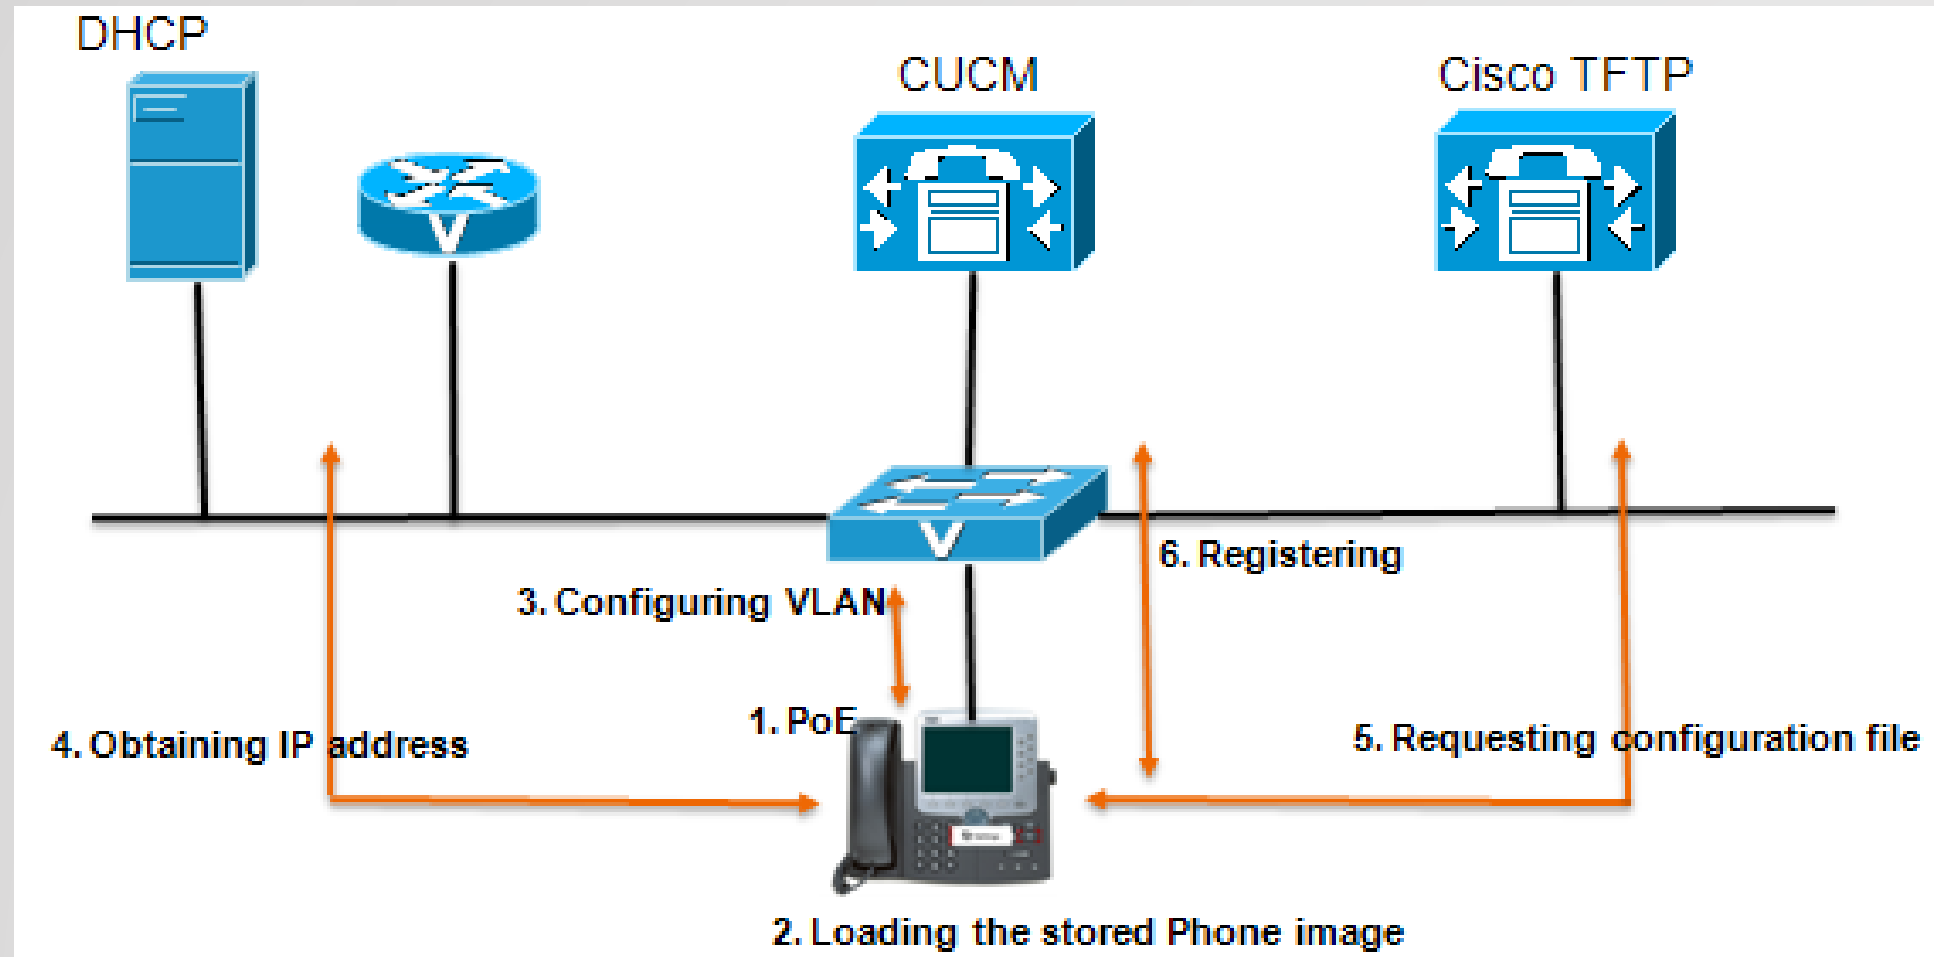 DHCP
CUCM
Cisco TFTP
V
V
6. Registering
3. Configuring VLAN
1. PoE
4. Obtaining IP address
5. Requesting configuration file
2. Loading the stored Phone image